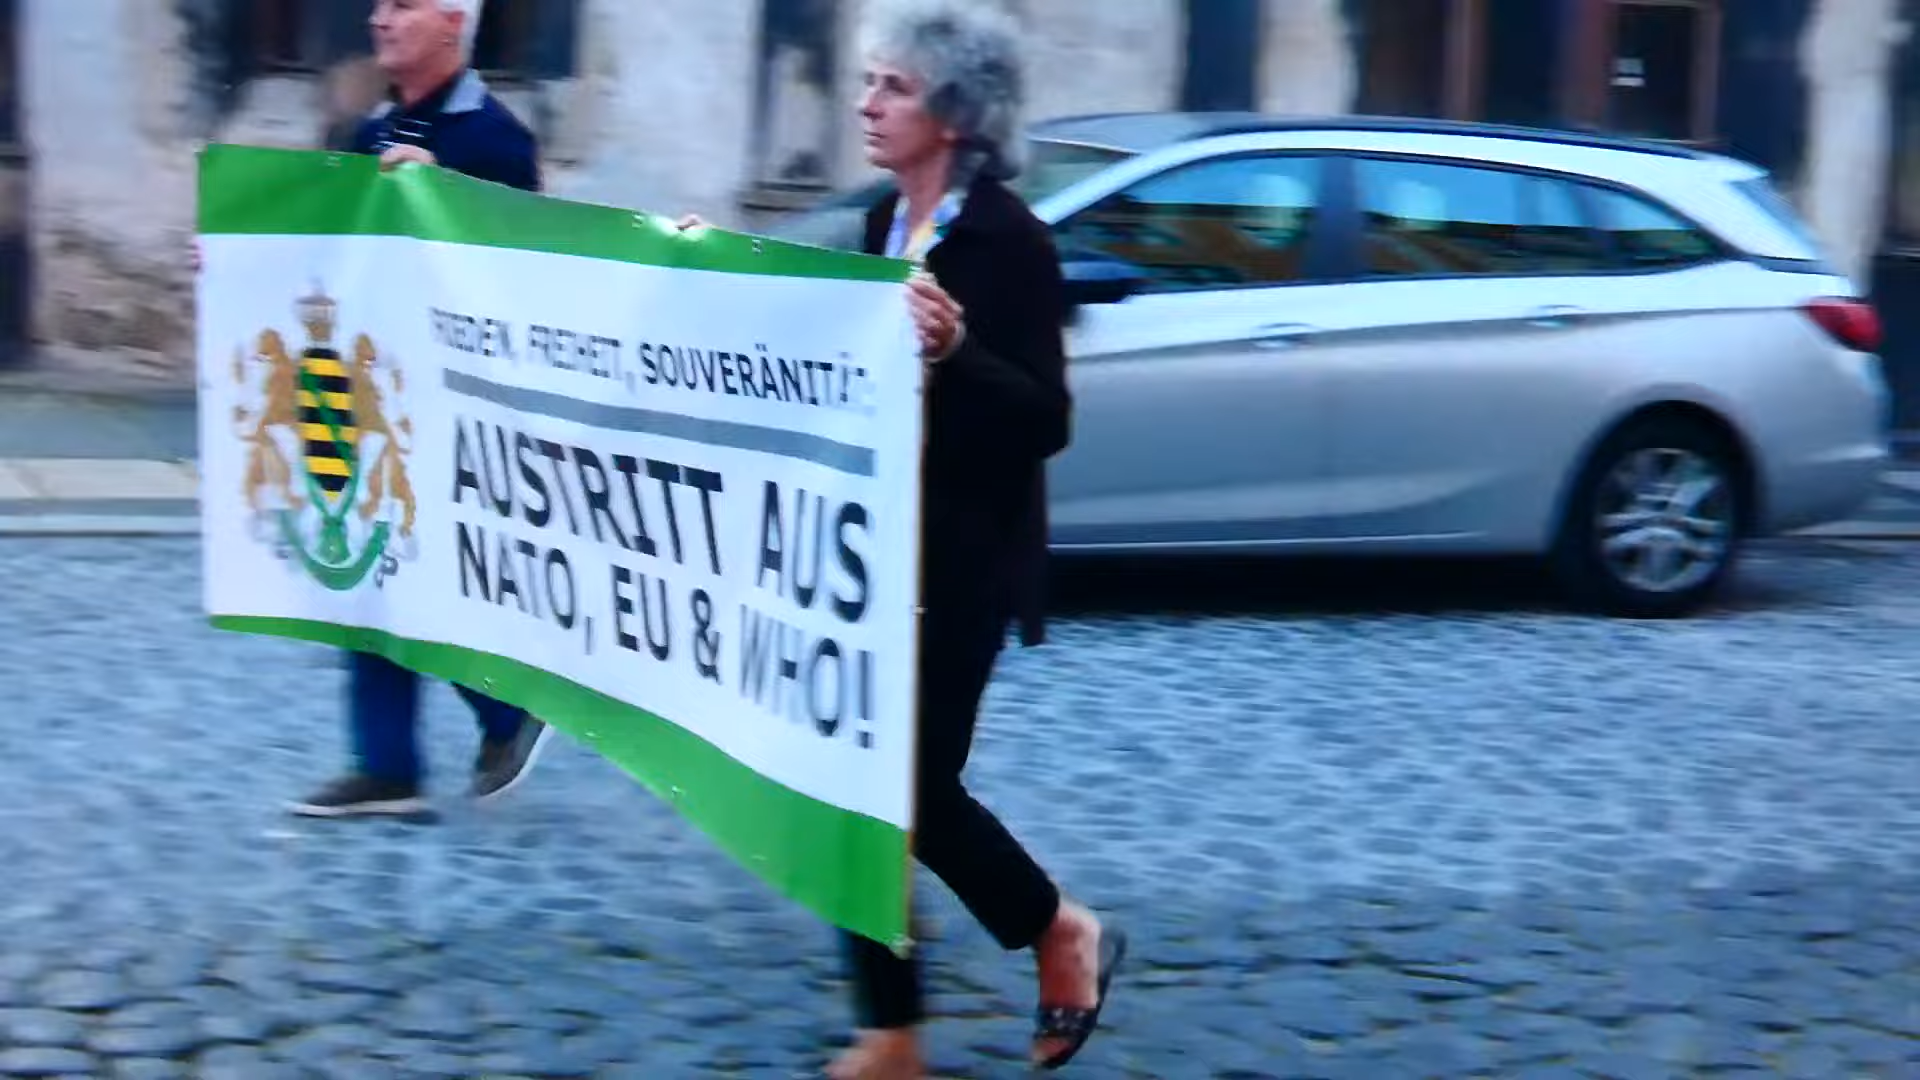 FRIEDEN, FREIHEIT, SOUVERÄNITÄT:
AUSTRITT AUS
NATO, EU & WHO!